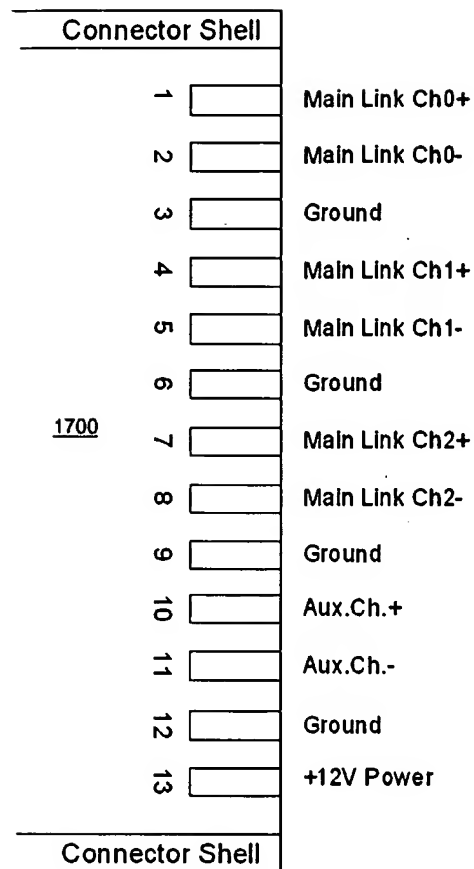 Connector Shell
1 Main Link Ch0+
2 Main Link Ch0-
3 Ground
4 Main Link Ch1+
5 Main Link Ch1-
6 Ground
1700
7 Main Link Ch2+
8 Main Link Ch2-
9 Ground
10 Aux.Ch.+
11 Aux.Ch.-
12 Ground
13 +12V Power
Connector Shell